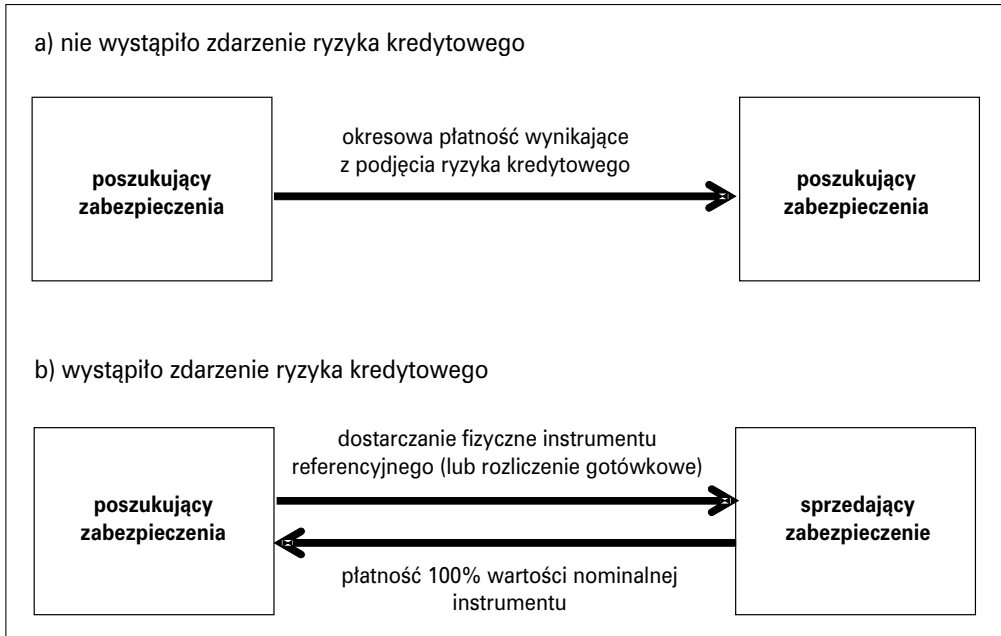 a) nie wystąpiło zdarzenie ryzyka kredytowego
poszukujący
zabezpieczenia
okresowa płatność wynikające
z podjęcia ryzyka kredytowego
poszukujący
zabezpieczenia
b) wystąpiło zdarzenie ryzyka kredytowego
poszukujący
zabezpieczenia
dostarczanie fizyczne instrumentu
referencyjnego (lub rozliczenie gotówkowe)
płatność 100% wartości nominalnej
instrumentu
sprzedający
zabezpieczenie